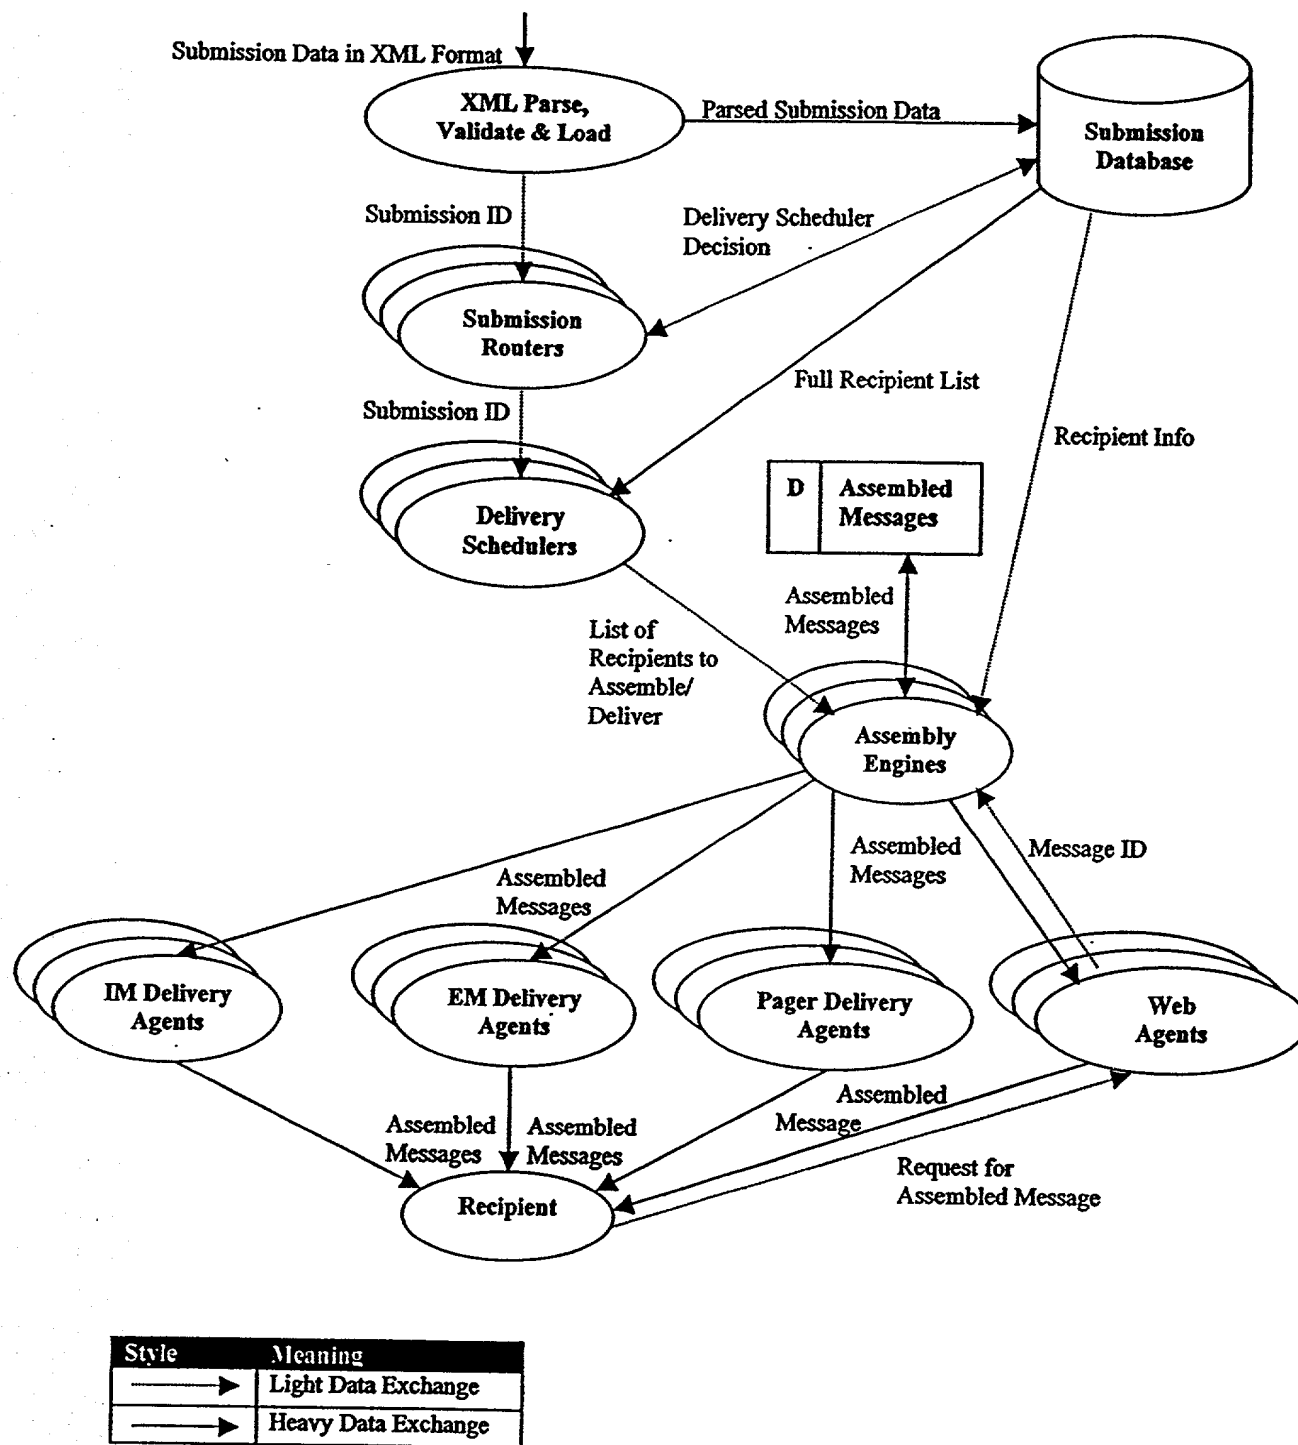 Submission Data in XML Format
XML Parse,
Validate & Load
Parsed Submission Data
Submission
Database
Submission ID
Delivery Scheduler
Decision
Submission
Routers
Full Recipient List
Submission ID
Recipient Info
D
Assembled
Messages
Delivery
Schedulers
Assembled
Messages
List of
Recipients to
Assemble/
Deliver
Assembly
Engines
Assembled
Messages
Message ID
Assembled
Messages
IM Delivery
Agents
EM Delivery
Agents
Pager Delivery
Agents
Web
Agents
Assembled
Messages
Assembled
Messages
Assembled
Message
Request for
Assembled Message
Recipient
Style Meaning
Light Data Exchange
Heavy Data Exchange